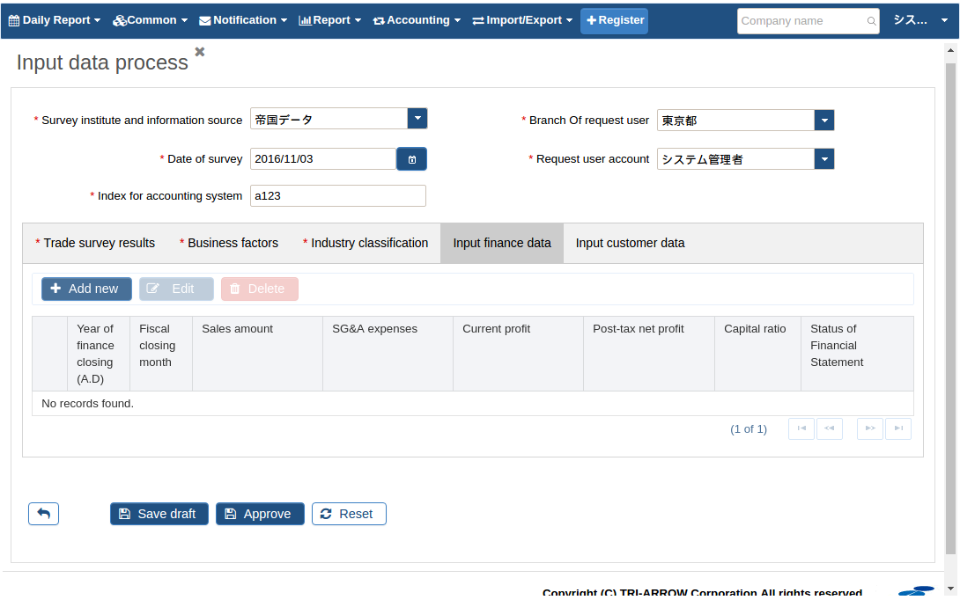 Daily Report Common Notification Report Accounting Import/Export Register Company name シス...
Input data process
* Survey institute and information source 帝国データ * Branch Of request user 東京都
* Date of survey 2016/11/03 * Request user account システム管理者
* Index for accounting system a123
* Trade survey results * Business factors * Industry classification Input finance data Input customer data
Add new Edit Delete
Year of finance closing (A.D) Fiscal closing month Sales amount SG&A expenses Current profit Post-tax net profit Capital ratio Status of Financial Statement
No records found.
(1 of 1)
Save draft Approve Reset
Copyright (C) TRI-ARROW Corporation All rights reserved